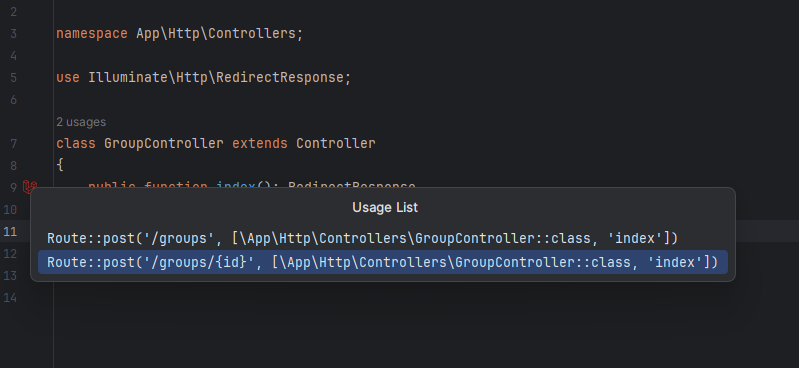 2
3 namespace App\Http\Controllers;
4
5 use Illuminate\Http\RedirectResponse;
6
2 usages
7 class GroupController extends Controller
8 {
9 public function index(): RedirectResponse
10
Usage List
11 Route::post('/groups', [\App\Http\Controllers\GroupController::class, 'index'])
12 Route::post('/groups/{id}', [\App\Http\Controllers\GroupController::class, 'index'])
13
14